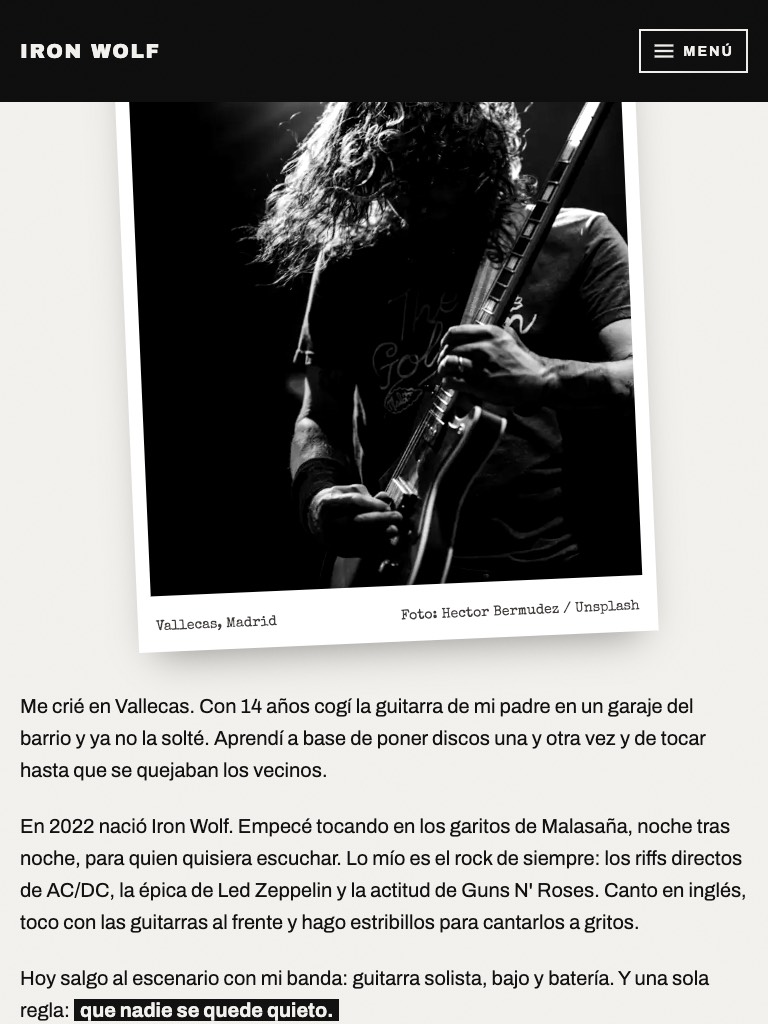 IRON WOLF
MENÚ
The
Vallecas, Madrid
Foto: Hector Bermudez / Unsplash
Me crié en Vallecas. Con 14 años cogí la guitarra de mi padre en un garaje del
barrio y ya no la solté. Aprendí a base de poner discos una y otra vez y de tocar
hasta que se quejaban los vecinos.
En 2022 nació Iron Wolf. Empecé tocando en los garitos de Malasaña, noche tras
noche, para quien quisiera escuchar. Lo mío es el rock de siempre: los riffs directos
de AC/DC, la épica de Led Zeppelin y la actitud de Guns N' Roses. Canto en inglés,
toco con las guitarras al frente y hago estribillos para cantarlos a gritos.
Hoy salgo al escenario con mi banda: guitarra solista, bajo y batería. Y una sola
regla: que nadie se quede quieto.